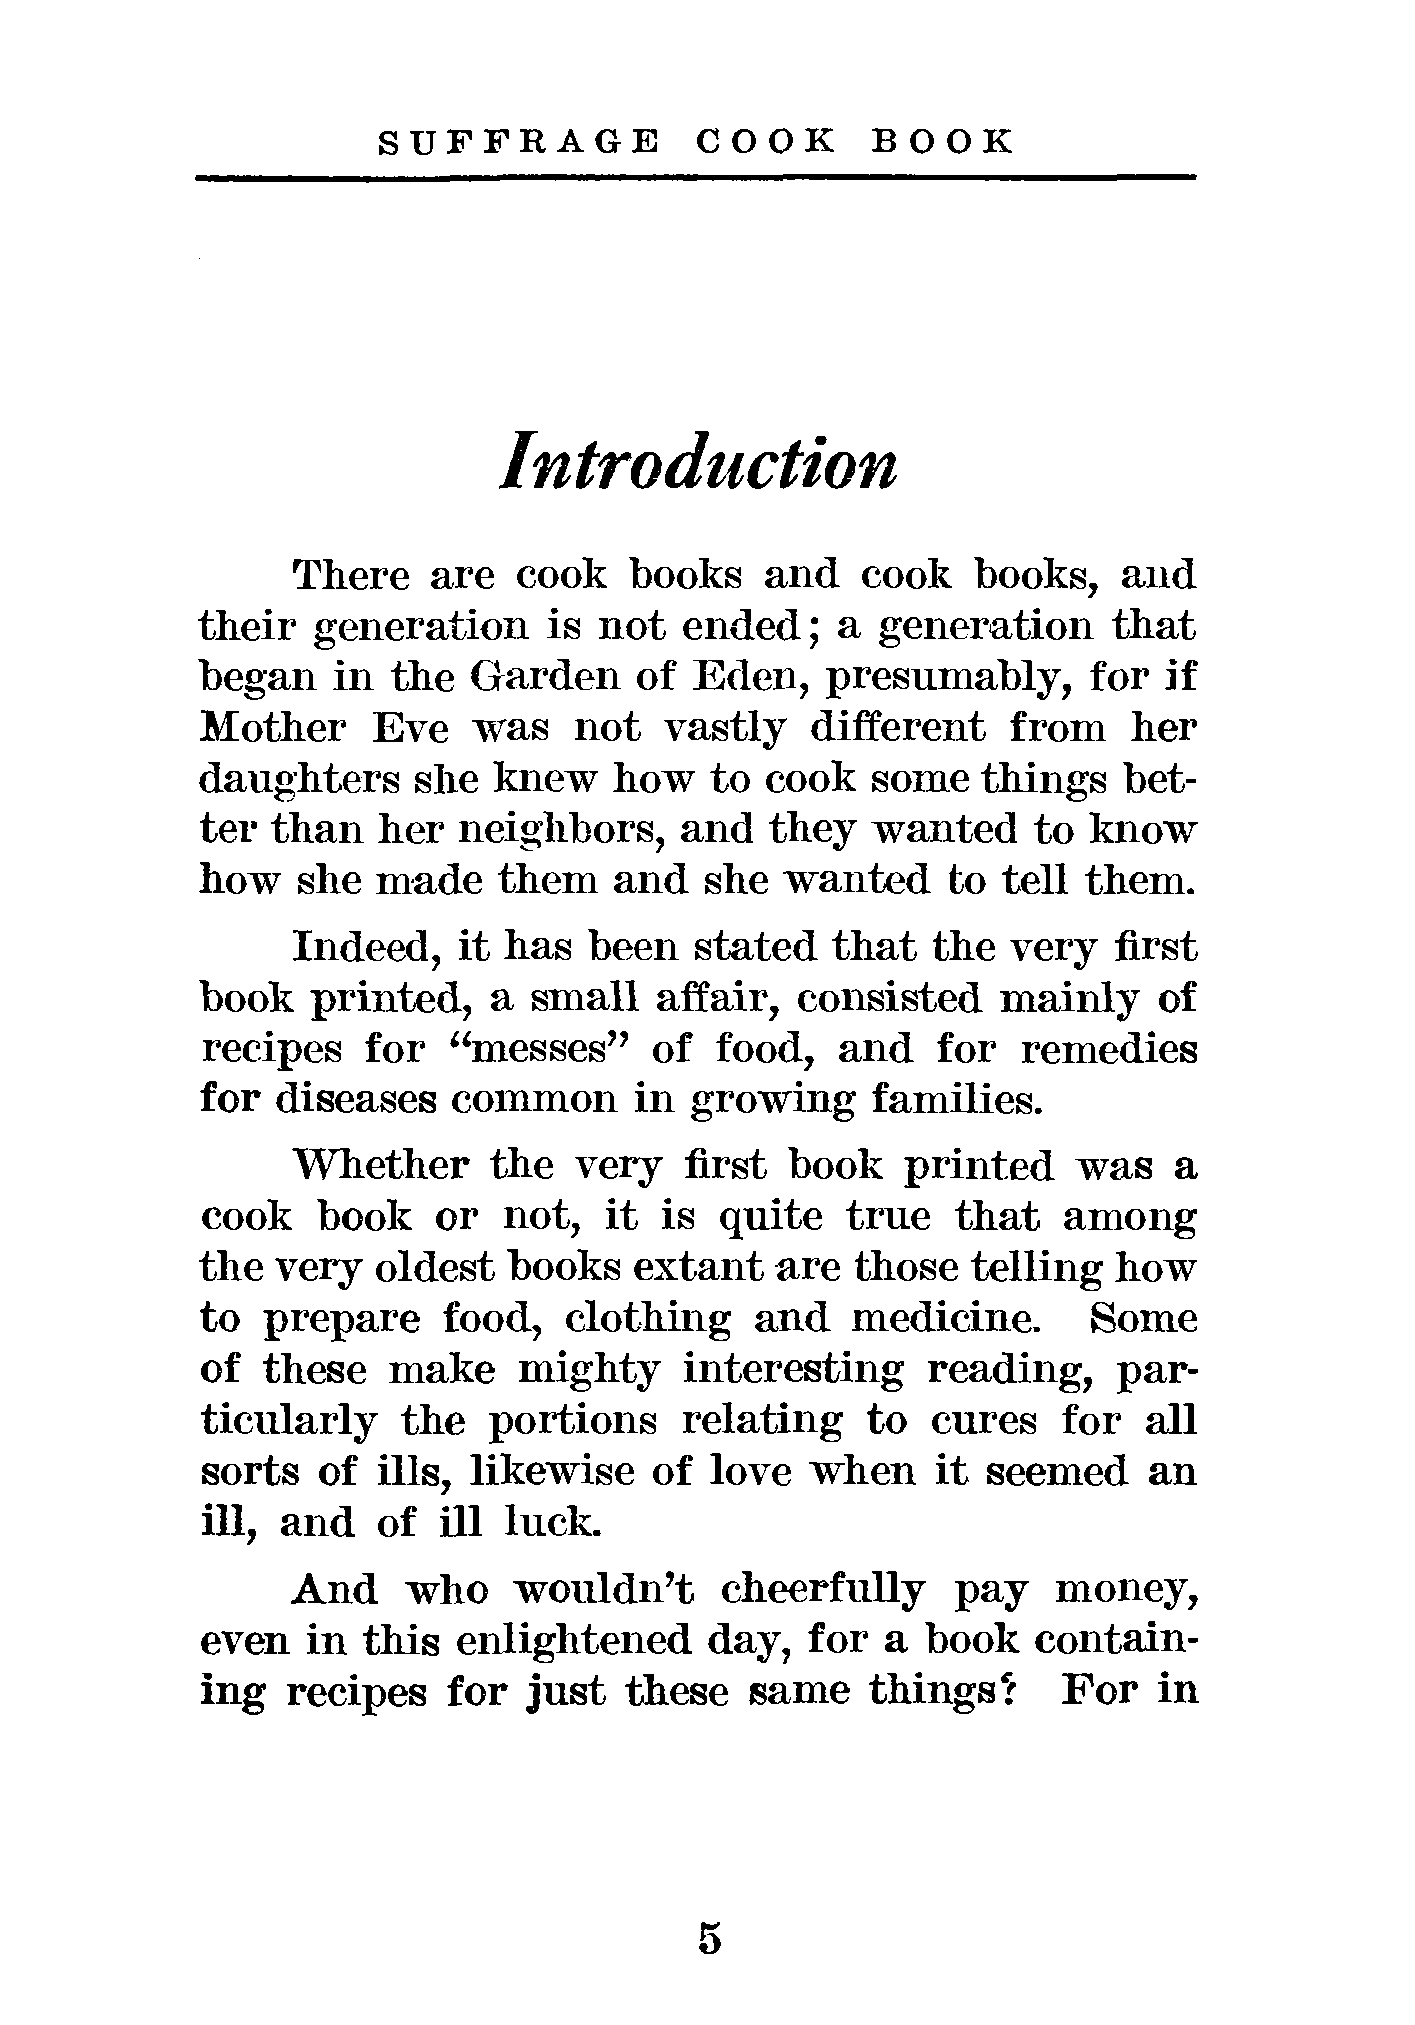 SUFFRAGE COOK BOOK
Introduction
There are cook books and cook books, and
their generation is not ended; a generation that
began in the Garden of Eden, presumably, for if
Mother Eve was not vastly different from her
daughters she knew how to cook some things bet-
ter than her neighbors, and they wanted to know
how she made them and she wanted to tell them.
Indeed, it has been stated that the very first
book printed, a small affair, consisted mainly of
recipes for “messes” of food, and for remedies
for diseases common in growing families.
Whether the very first book printed was a
cook book or not, it is quite true that among
the very oldest books extant are those telling how
to prepare food, clothing and medicine. Some
of these make mighty interesting reading, par-
ticularly the portions relating to cures for all
sorts of ills, likewise of love when it seemed an
ill, and of ill luck.
And who wouldn’t cheerfully pay money,
even in this enlightened day, for a book contain-
ing recipes for just these same things? For in
5